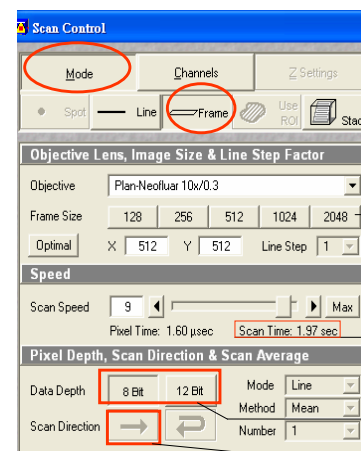 Scan Control
Mode Channels Z Settings
Spot Line Frame Use ROI Stac
Objective Lens, Image Size & Line Step Factor
Objective Plan-Neofluar 10x/0.3
Frame Size 128 256 512 1024 2048
Optimal X 512 Y 512 Line Step 1
Speed
Scan Speed 9 Max
Pixel Time: 1.60 µsec Scan Time: 1.97 sec
Pixel Depth, Scan Direction & Scan Average
Data Depth 8 Bit 12 Bit Mode Line
Method Mean
Scan Direction Number 1